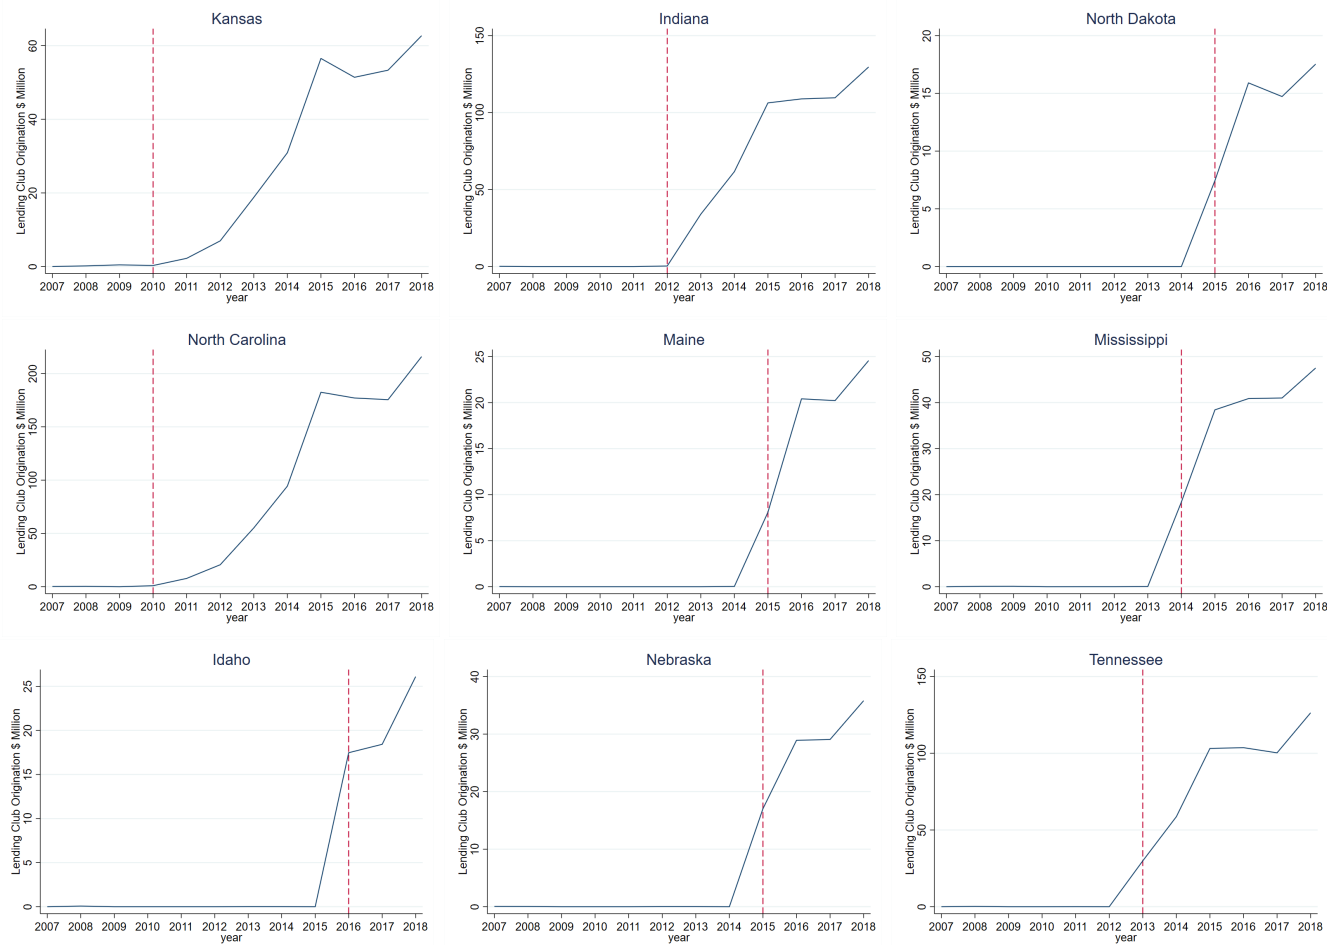 Kansas
Lending Club Origination $ Million
60
40
20
0
2007 2008 2009 2010 2011 2012 2013 2014 2015 2016 2017 2018
year
Indiana
Lending Club Origination $ Million
150
100
50
0
2007 2008 2009 2010 2011 2012 2013 2014 2015 2016 2017 2018
year
North Dakota
Lending Club Origination $ Million
20
15
10
5
0
2007 2008 2009 2010 2011 2012 2013 2014 2015 2016 2017 2018
year
North Carolina
Lending Club Origination $ Million
200
150
100
50
0
2007 2008 2009 2010 2011 2012 2013 2014 2015 2016 2017 2018
year
Maine
Lending Club Origination $ Million
25
20
15
10
5
0
2007 2008 2009 2010 2011 2012 2013 2014 2015 2016 2017 2018
year
Mississippi
Lending Club Origination $ Million
50
40
30
20
10
0
2007 2008 2009 2010 2011 2012 2013 2014 2015 2016 2017 2018
year
Idaho
Lending Club Origination $ Million
25
20
15
10
5
0
2007 2008 2009 2010 2011 2012 2013 2014 2015 2016 2017 2018
year
Nebraska
Lending Club Origination $ Million
40
30
20
10
0
2007 2008 2009 2010 2011 2012 2013 2014 2015 2016 2017 2018
year
Tennessee
Lending Club Origination $ Million
150
100
50
0
2007 2008 2009 2010 2011 2012 2013 2014 2015 2016 2017 2018
year